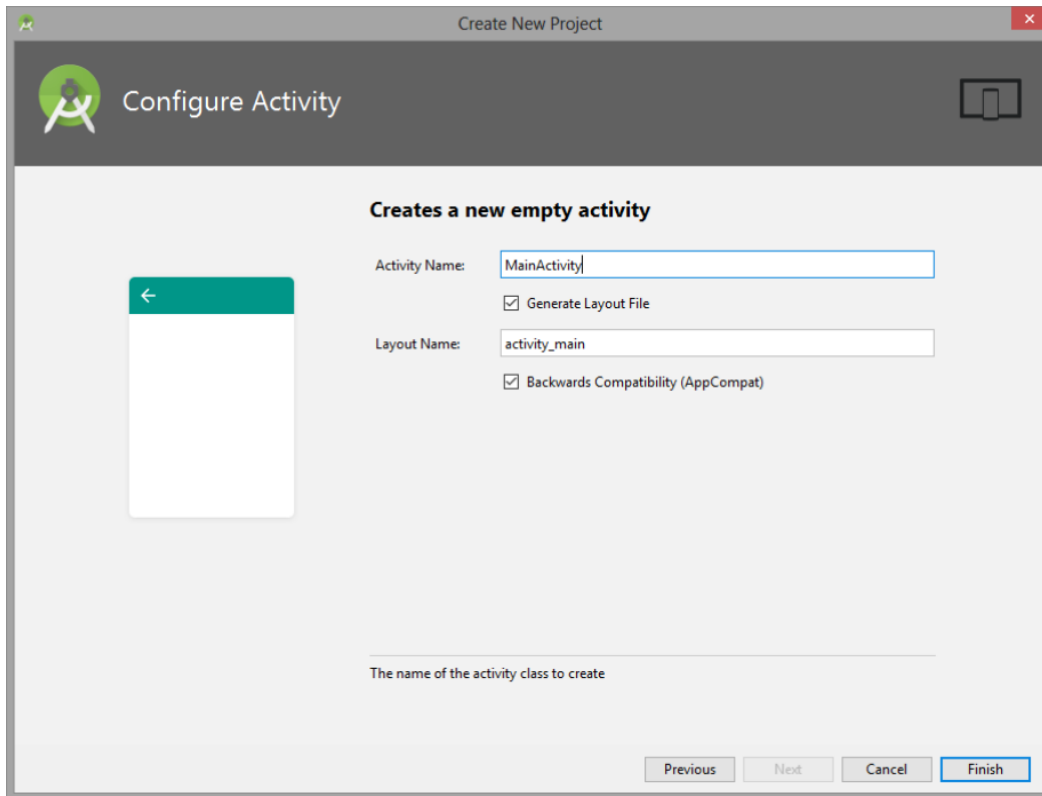 Create New Project
Configure Activity
Creates a new empty activity
Activity Name: MainActivity
Generate Layout File
Layout Name: activity_main
Backwards Compatibility (AppCompat)
The name of the activity class to create
Previous Next Cancel Finish